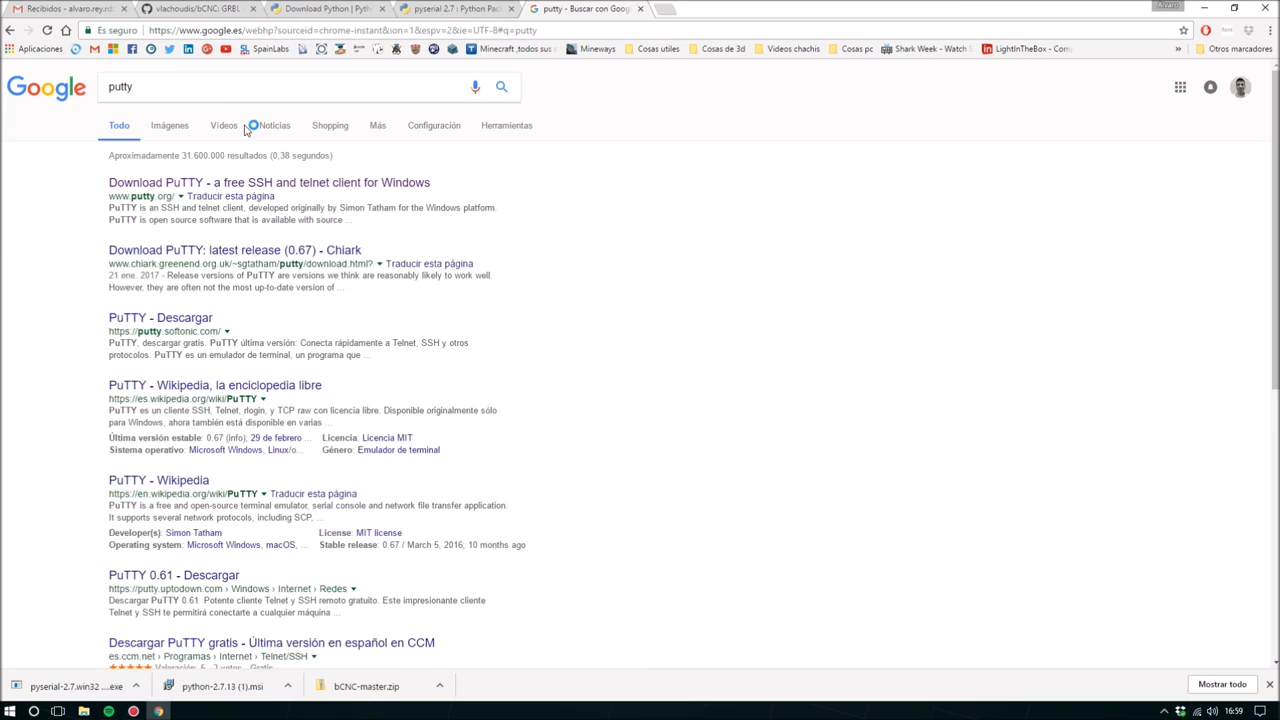 Recibidos - alvaro.rey.rdz
vlachoudis/bCNC: GRBL
Download Python | Pytho
pyserial 2.7 : Python Pac
putty - Buscar con Goog
Alvaro
Es seguro
https://www.google.es/webhp?sourceid=chrome-instant&ion=1&espv=2&ie=UTF-8#q=putty
Aplicaciones
SpainLabs
Minecraft ,todos sus
Mineways
Cosas utiles
Cosas de 3d
Videos chachis
Cosas pc
Shark Week - Watch S
LightInTheBox - Comp
Otros marcadores
Google
putty
Todo
Imágenes
Vídeos
Noticias
Shopping
Más
Configuración
Herramientas
Aproximadamente 31.600.000 resultados (0,38 segundos)
Download PuTTY - a free SSH and telnet client for Windows
www.putty.org/ Traducir esta página
PuTTY is an SSH and telnet client, developed originally by Simon Tatham for the Windows platform.
PuTTY is open source software that is available with source ...
Download PuTTY: latest release (0.67) - Chiark
www.chiark.greenend.org.uk/~sgtatham/putty/download.html? Traducir esta página
21 ene. 2017 - Release versions of PuTTY are versions we think are reasonably likely to work well.
However, they are often not the most up-to-date version of ...
PuTTY - Descargar
https://putty.softonic.com/
PuTTY, descargar gratis. PuTTY última versión: Conecta rápidamente a Telnet, SSH y otros
protocolos. PuTTY es un emulador de terminal, un programa que ...
PuTTY - Wikipedia, la enciclopedia libre
https://es.wikipedia.org/wiki/PuTTY
PuTTY es un cliente SSH, Telnet, rlogin, y TCP raw con licencia libre. Disponible originalmente sólo
para Windows, ahora también está disponible en varias ...
Última versión estable: 0.67 (info); 29 de febrero ...
Licencia: Licencia MIT
Sistema operativo: Microsoft Windows, Linux/o...
Género: Emulador de terminal
PuTTY - Wikipedia
https://en.wikipedia.org/wiki/PuTTY Traducir esta página
PuTTY is a free and open-source terminal emulator, serial console and network file transfer application.
It supports several network protocols, including SCP, ...
Developer(s): Simon Tatham
License: MIT license
Operating system: Microsoft Windows, macOS, ...
Stable release: 0.67 / March 5, 2016, 10 months ago
PuTTY 0.61 - Descargar
https://putty.uptodown.com › Windows › Internet › Redes
Descargar PuTTY 0.61. Potente cliente Telnet y SSH remoto gratuito. Este impresionante cliente
Telnet y SSH te permitirá conectarte a cualquier máquina ...
Descargar PuTTY gratis - Última versión en español en CCM
es.ccm.net › Programas › Internet › Telnet/SSH
pyserial-2.7.win32 ....exe
python-2.7.13 (1).msi
bCNC-master.zip
Mostrar todo
16:59